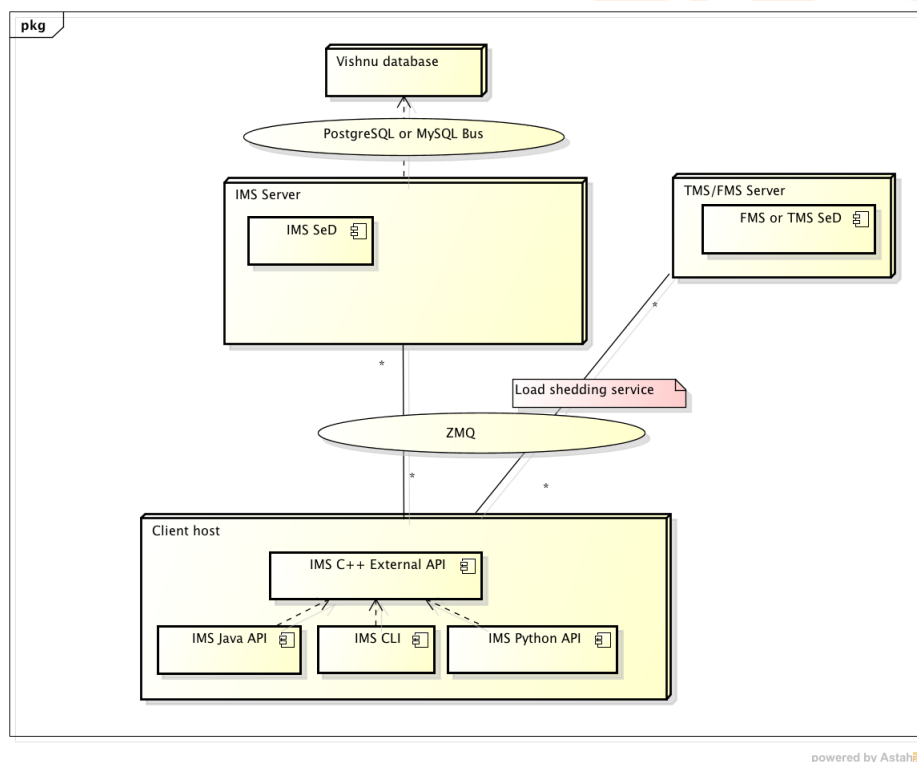 pkg
Vishnu database
PostgreSQL or MySQL Bus
IMS Server
IMS SeD
TMS/FMS Server
FMS or TMS SeD
*
*
Load shedding service
ZMQ
*
*
Client host
IMS C++ External API
IMS Java API
IMS CLI
IMS Python API
powered by Astah